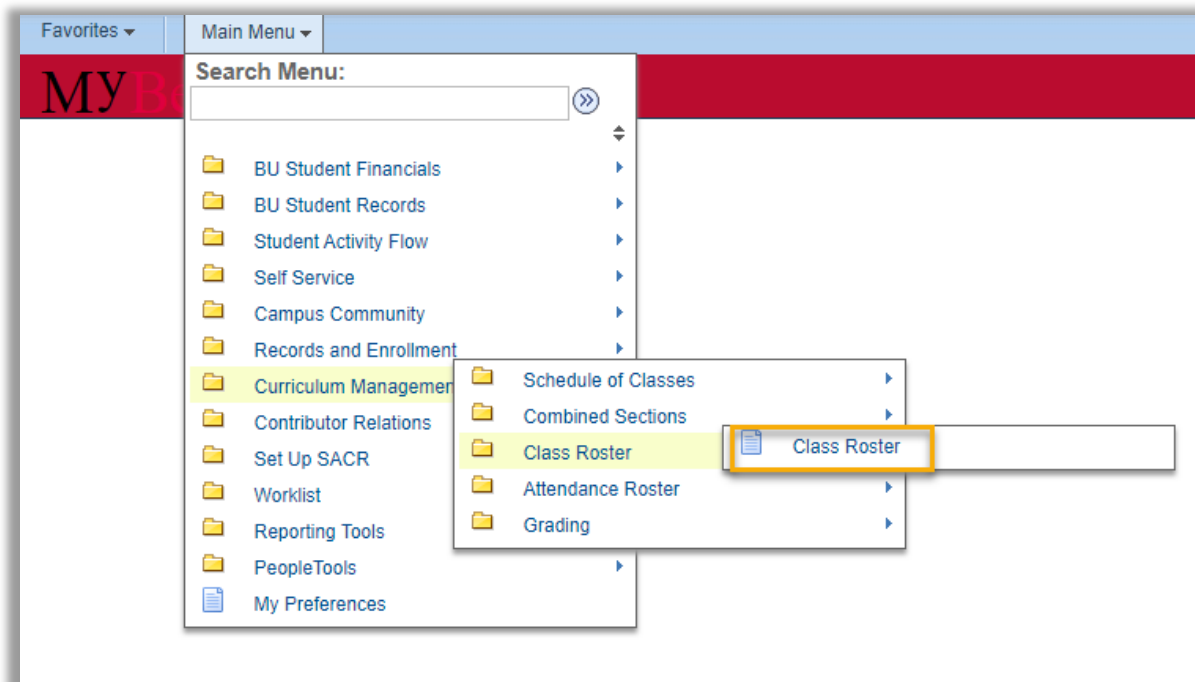 Favorites Main Menu
MY
Search Menu:
BU Student Financials
BU Student Records
Student Activity Flow
Self Service
Campus Community
Records and Enrollment
Curriculum Managemen
Contributor Relations
Set Up SACR
Worklist
Reporting Tools
PeopleTools
My Preferences
Schedule of Classes
Combined Sections
Class Roster
Attendance Roster
Grading
Class Roster